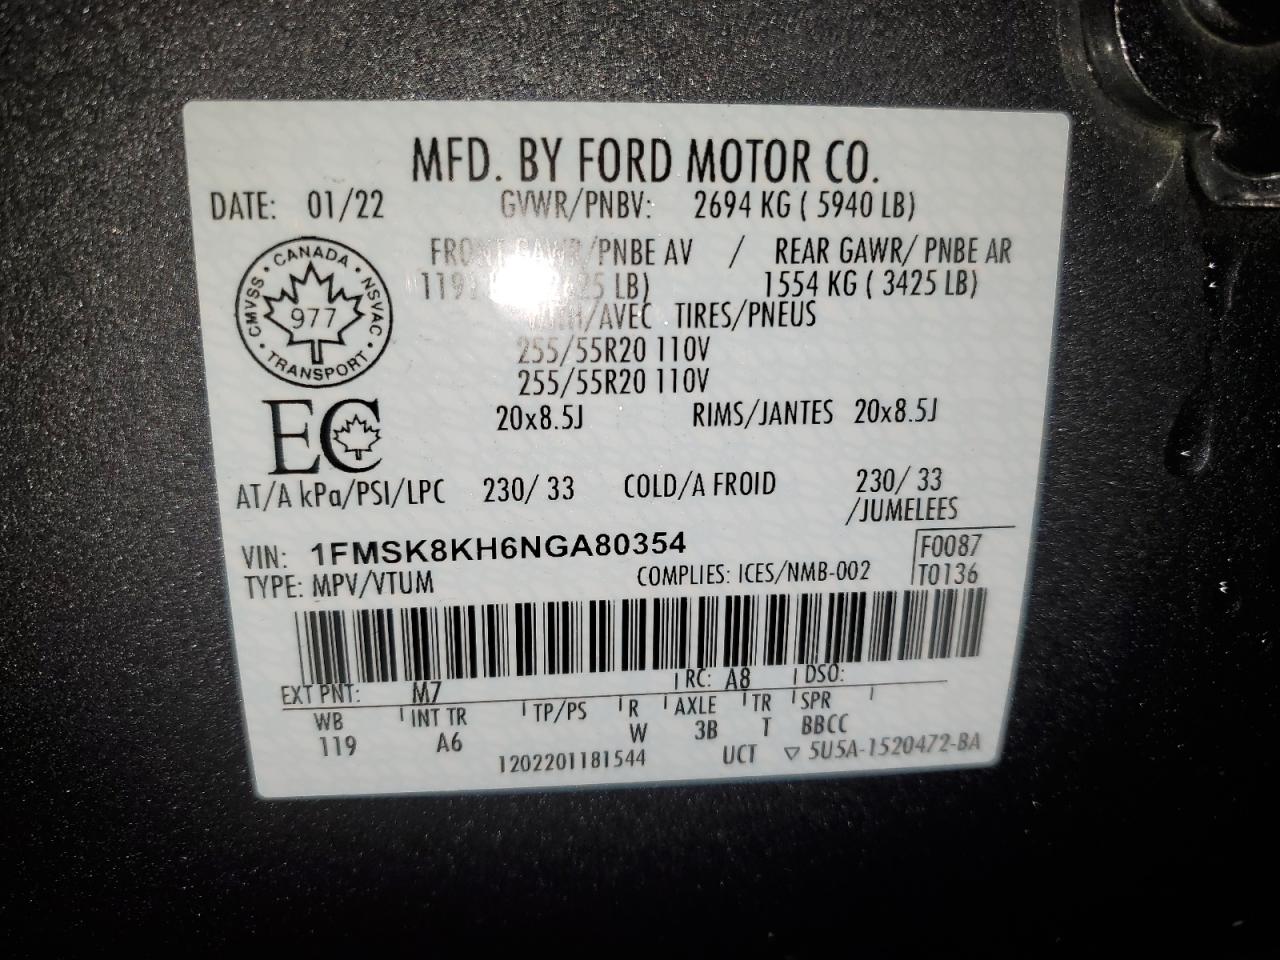 MFD. BY FORD MOTOR CO.
DATE: 01/22 GVWR/PNBV: 2694 KG ( 5940 LB)
CANADA
CMVSS NSVAC
977
TRANSPORT
/PNBE AV / REAR GAWR/ PNBE AR
LB) 1554 KG ( 3425 LB)
/AVEC TIRES/PNEUS
255/55R20 110V
255/55R20 110V
EC
20x8.5J RIMS/JANTES 20x8.5J
AT/A kPa/PSI/LPC 230/ 33 COLD/A FROID 230/ 33
/JUMELEES
VIN: 1FMSK8KH6NGA80354 F0087
TYPE: MPV/VTUM COMPLIES: ICES/NMB-002 T0136
EXT PNT: M7 RC: A8 DSO:
WB INT TR TP/PS R AXLE TR SPR
119 A6 W 3B T BBCC
1202201181544 UCT ▽ 5U5A-1520472-BA